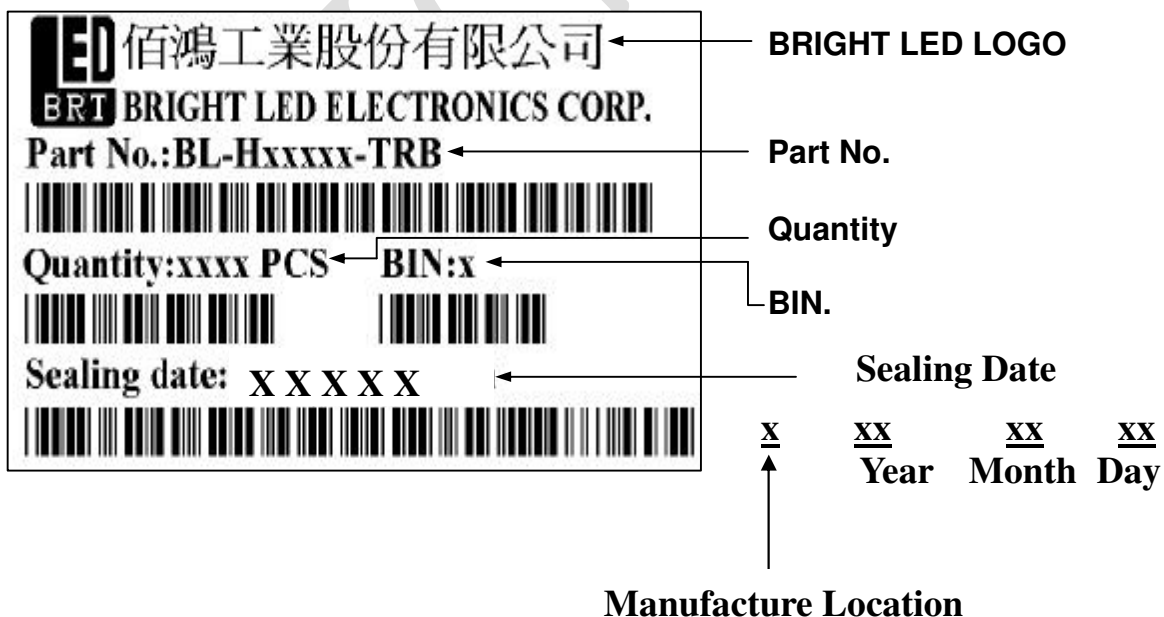 LED 佰鴻工業股份有限公司 BRIGHT LED LOGO
BRT BRIGHT LED ELECTRONICS CORP.
Part No.:BL-Hxxxxx-TRB Part No.
Quantity
Quantity:xxxx PCS BIN:x
BIN.
Sealing date: X X X X X Sealing Date
x xx xx xx
Year Month Day
Manufacture Location